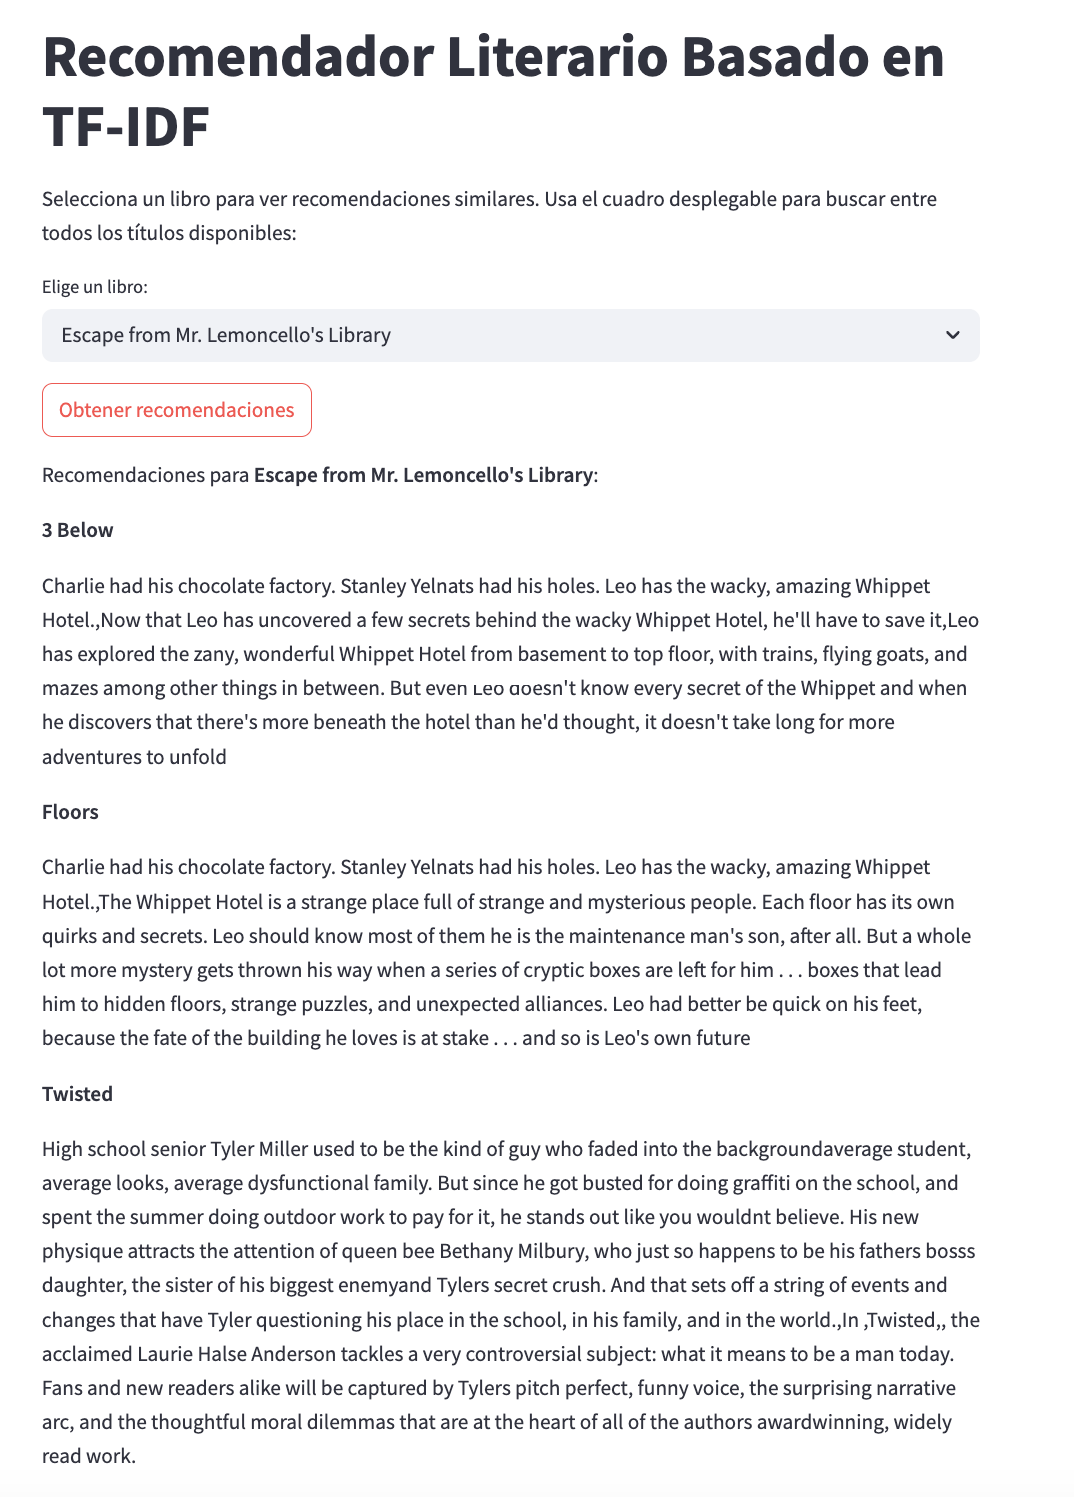 Recomendador Literario Basado en
TF-IDF
Selecciona un libro para ver recomendaciones similares. Usa el cuadro desplegable para buscar entre
todos los títulos disponibles:
Elige un libro:
Escape from Mr. Lemoncello's Library
Obtener recomendaciones
Recomendaciones para Escape from Mr. Lemoncello's Library:
3 Below
Charlie had his chocolate factory. Stanley Yelnats had his holes. Leo has the wacky, amazing Whippet
Hotel.,Now that Leo has uncovered a few secrets behind the wacky Whippet Hotel, he'll have to save it,Leo
has explored the zany, wonderful Whippet Hotel from basement to top floor, with trains, flying goats, and
mazes among other things in between. But even Leo doesn't know every secret of the Whippet and when
he discovers that there's more beneath the hotel than he'd thought, it doesn't take long for more
adventures to unfold
Floors
Charlie had his chocolate factory. Stanley Yelnats had his holes. Leo has the wacky, amazing Whippet
Hotel.,The Whippet Hotel is a strange place full of strange and mysterious people. Each floor has its own
quirks and secrets. Leo should know most of them he is the maintenance man's son, after all. But a whole
lot more mystery gets thrown his way when a series of cryptic boxes are left for him . . . boxes that lead
him to hidden floors, strange puzzles, and unexpected alliances. Leo had better be quick on his feet,
because the fate of the building he loves is at stake . . . and so is Leo's own future
Twisted
High school senior Tyler Miller used to be the kind of guy who faded into the backgroundaverage student,
average looks, average dysfunctional family. But since he got busted for doing graffiti on the school, and
spent the summer doing outdoor work to pay for it, he stands out like you wouldnt believe. His new
physique attracts the attention of queen bee Bethany Milbury, who just so happens to be his fathers bosss
daughter, the sister of his biggest enemyand Tylers secret crush. And that sets off a string of events and
changes that have Tyler questioning his place in the school, in his family, and in the world.,In ,Twisted,, the
acclaimed Laurie Halse Anderson tackles a very controversial subject: what it means to be a man today.
Fans and new readers alike will be captured by Tylers pitch perfect, funny voice, the surprising narrative
arc, and the thoughtful moral dilemmas that are at the heart of all of the authors awardwinning, widely
read work.